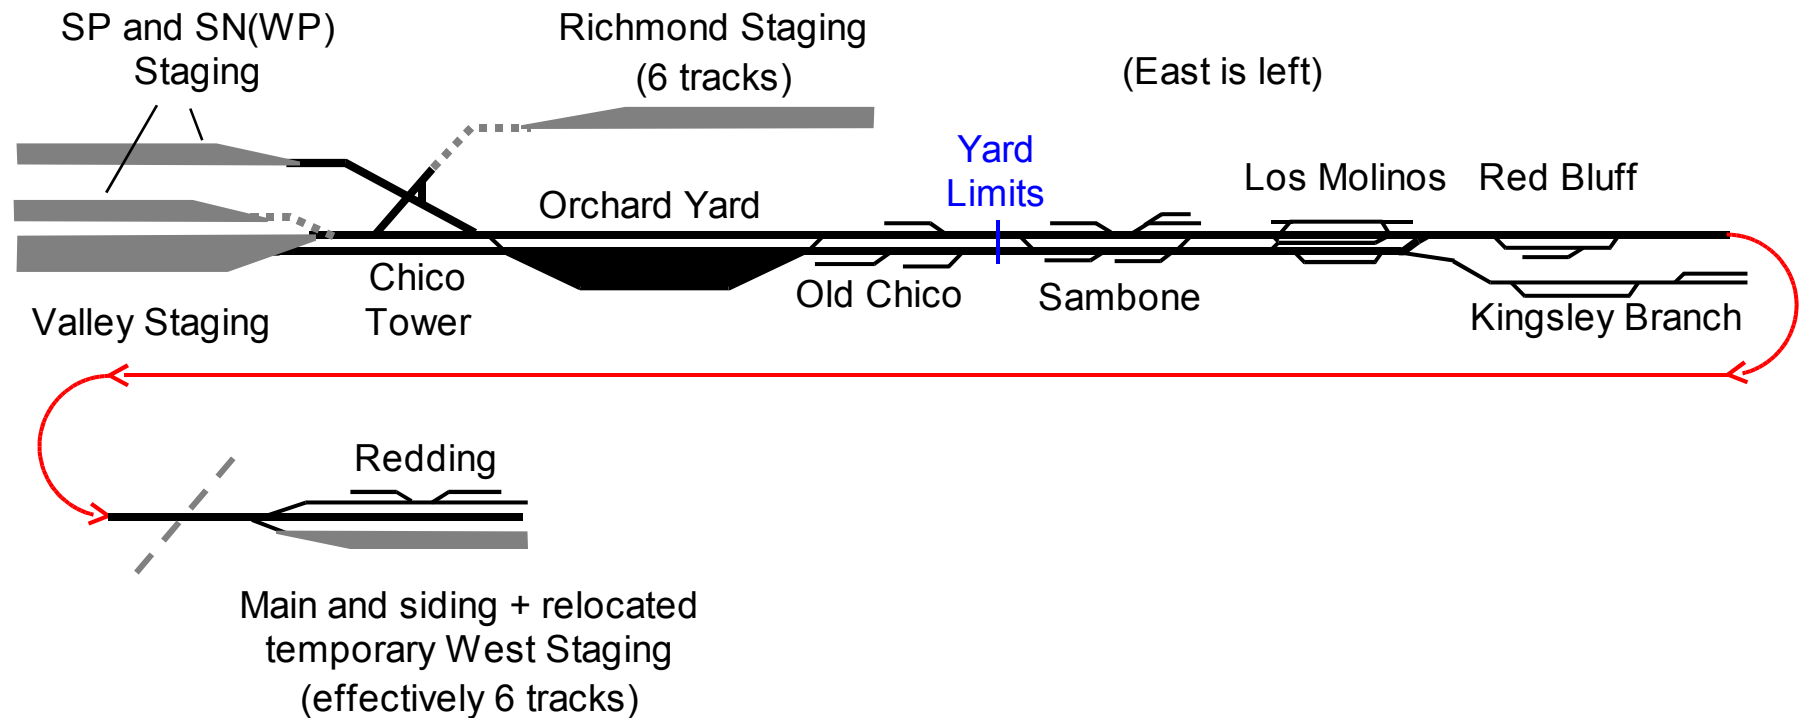 SP and SN(WP)
Staging
Richmond Staging
(6 tracks)
(East is left)
Yard
Limits
Los Molinos
Red Bluff
Orchard Yard
Chico
Tower
Old Chico
Sambone
Kingsley Branch
Valley Staging
Redding
Main and siding + relocated
temporary West Staging
(effectively 6 tracks)